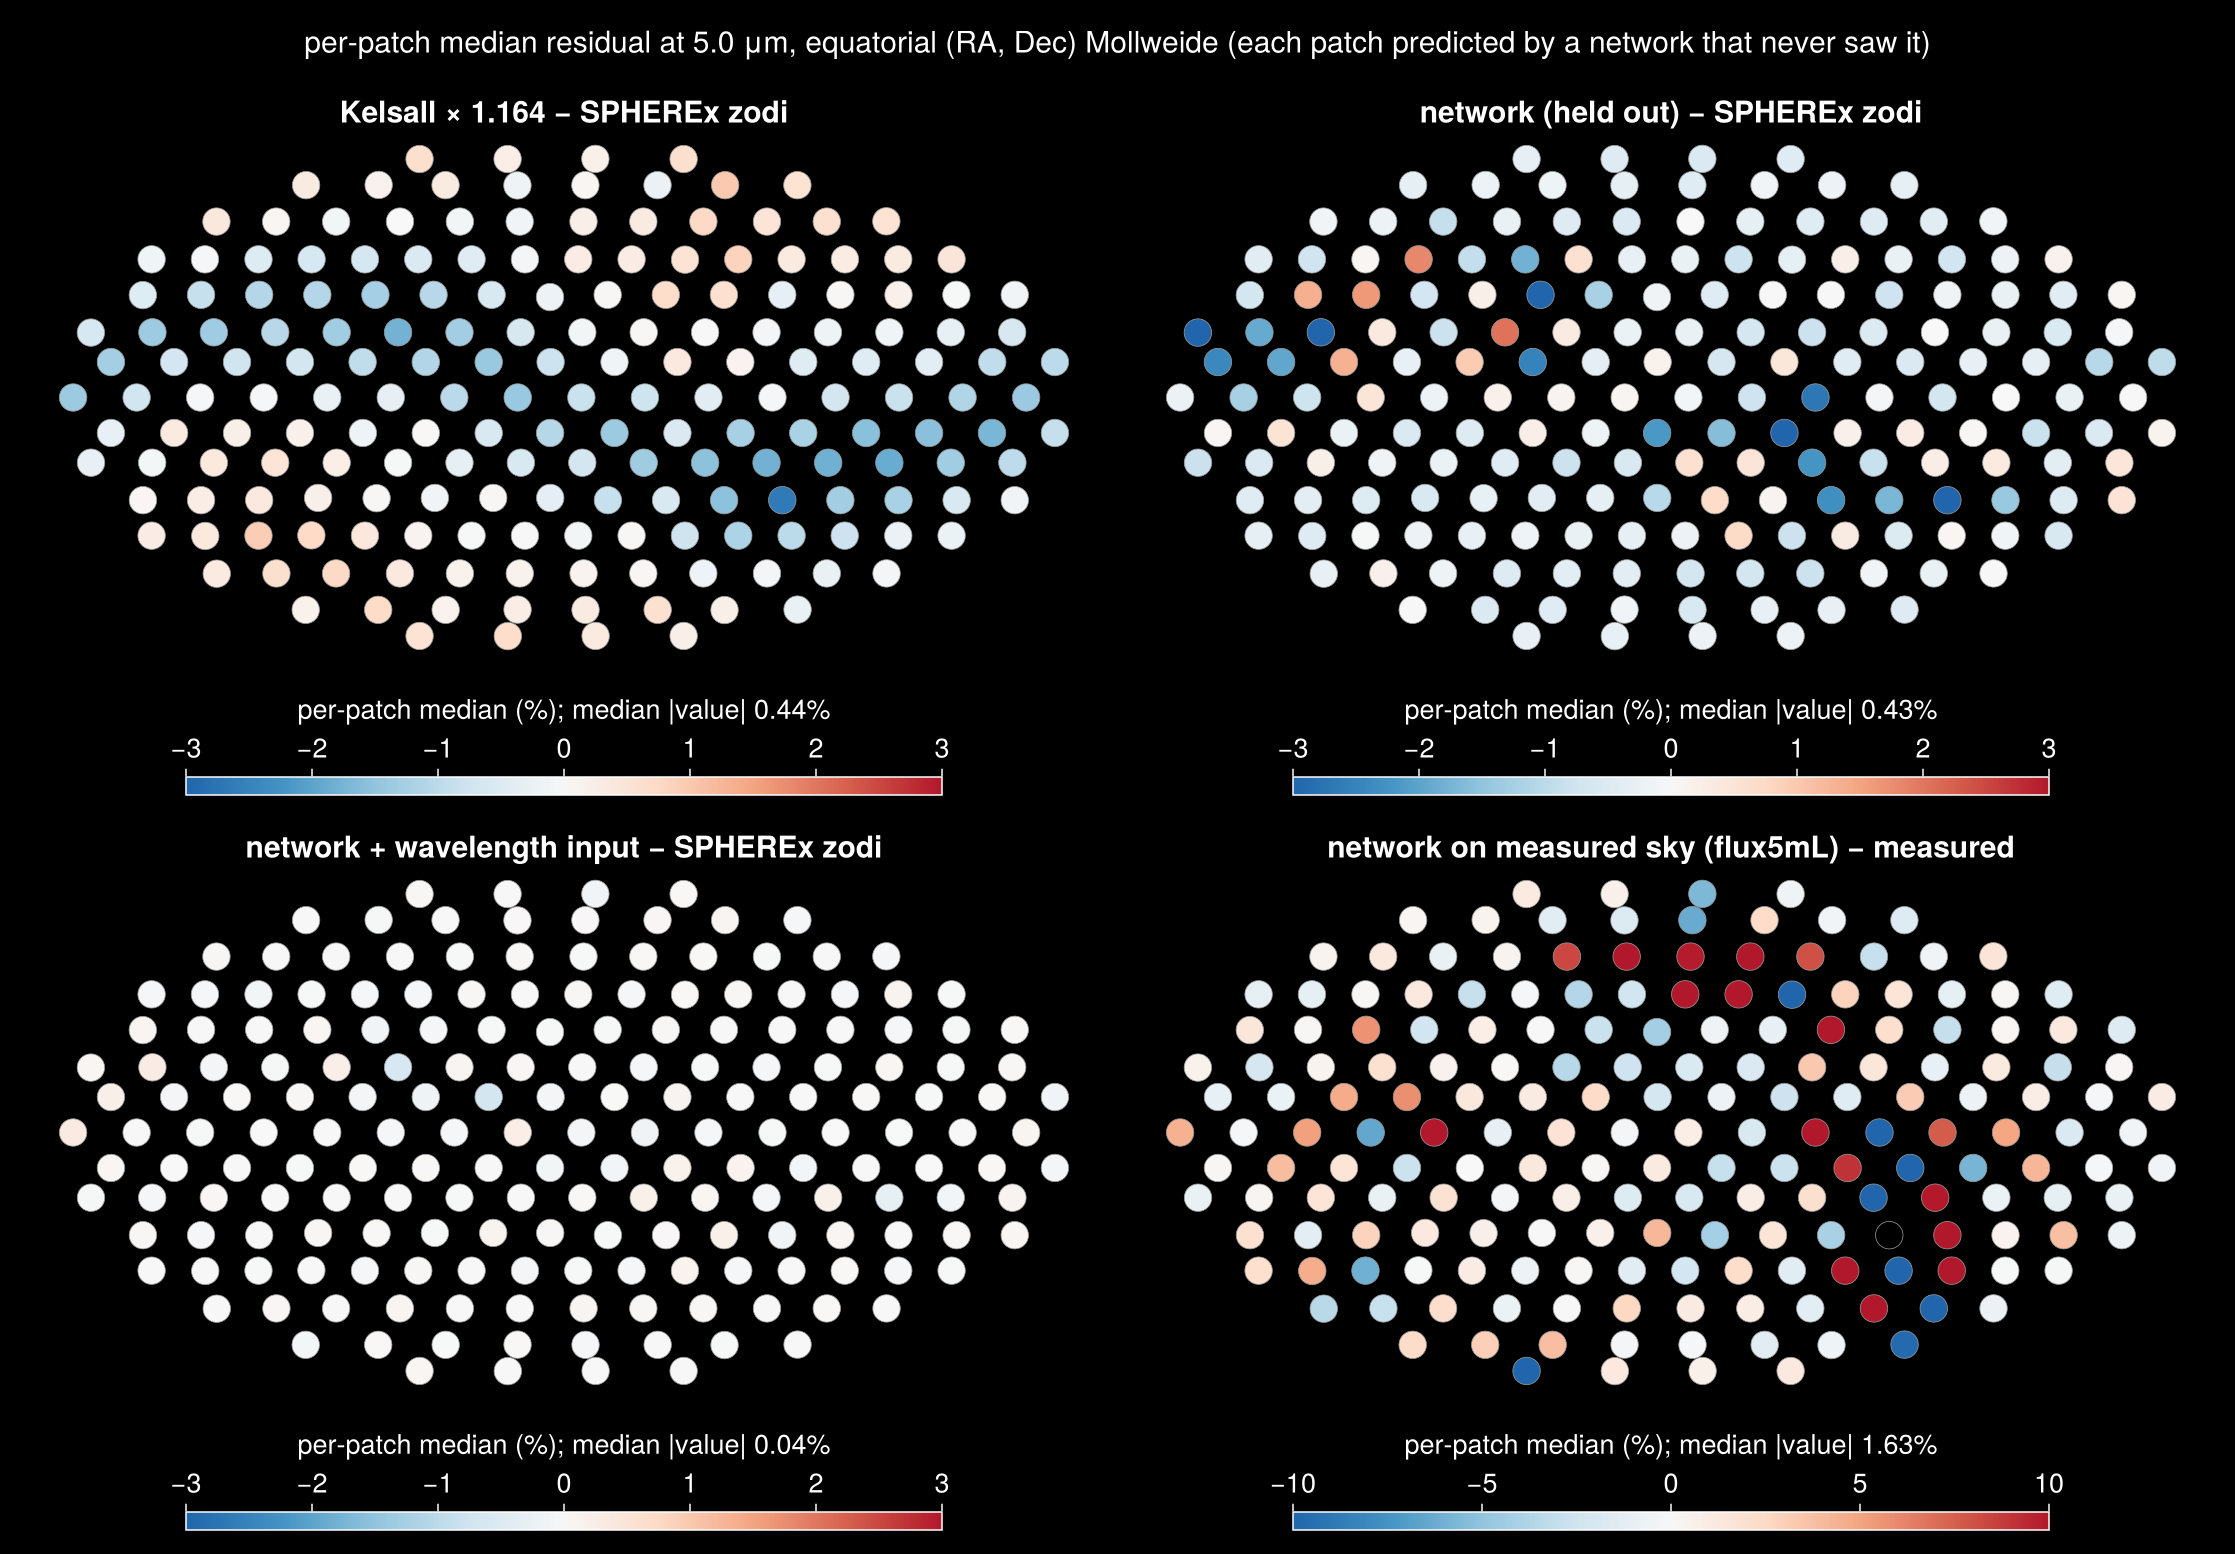 per-patch median residual at 5.0 µm, equatorial (RA, Dec) Mollweide (each patch predicted by a network that never saw it)
Kelsall × 1.164 – SPHEREx zodi
per-patch median (%); median |value| 0.44%
−3 −2 −1 0 1 2 3
network (held out) – SPHEREx zodi
per-patch median (%); median |value| 0.43%
−3 −2 −1 0 1 2 3
network + wavelength input – SPHEREx zodi
per-patch median (%); median |value| 0.04%
−3 −2 −1 0 1 2 3
network on measured sky (flux5mL) – measured
per-patch median (%); median |value| 1.63%
−10 −5 0 5 10